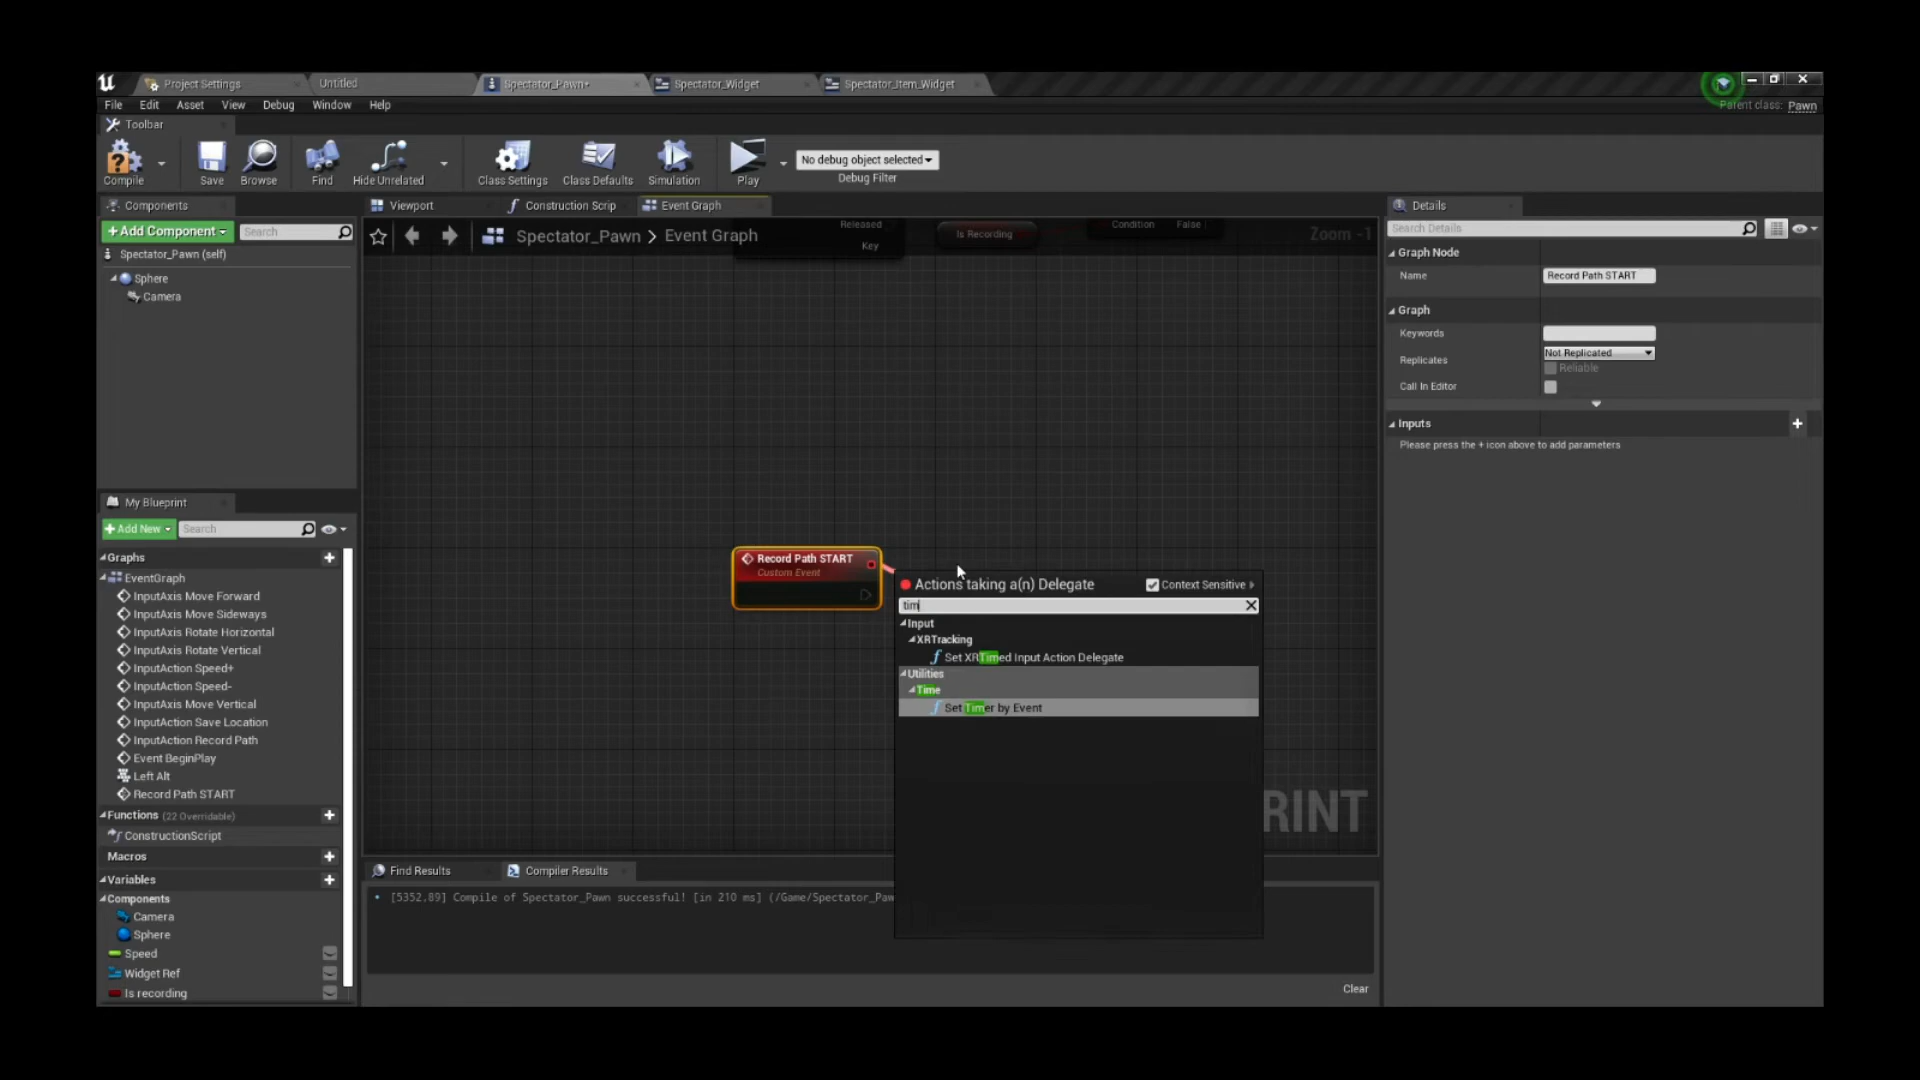 Project Settings
Untitled
Spectator_Pawn*
Spectator_Widget
Spectator_Item_Widget
File Edit Asset View Debug Window Help
Parent class: Pawn
Toolbar
Compile
Save
Browse
Find
Hide Unrelated
Class Settings
Class Defaults
Simulation
Play
No debug object selected
Debug Filter
Components
+Add Component
Search
Spectator_Pawn (self)
Sphere
Camera
Viewport
Construction Scrip
Event Graph
Spectator_Pawn > Event Graph
Zoom -1
Released
Key
Is Recording
Condition
False
Record Path START
Custom Event
Actions taking a(n) Delegate
Context Sensitive
tim
Input
XRTracking
Set XRTimed Input Action Delegate
Utilities
Time
Set Timer by Event
RINT
My Blueprint
+Add New
Search
Graphs
EventGraph
InputAxis Move Forward
InputAxis Move Sideways
InputAxis Rotate Horizontal
InputAxis Rotate Vertical
InputAction Speed+
InputAction Speed-
InputAxis Move Vertical
InputAction Save Location
InputAction Record Path
Event BeginPlay
Left Alt
Record Path START
Functions (22 Overridable)
ConstructionScript
Macros
Variables
Components
Camera
Sphere
Speed
Widget Ref
Is recording
Find Results
Compiler Results
[5352.89] Compile of Spectator_Pawn successful! [in 210 ms] (/Game/Spectator_Paw
Clear
Details
Search Details
Graph Node
Name
Record Path START
Graph
Keywords
Replicates
Not Replicated
Reliable
Call In Editor
Inputs
Please press the + icon above to add parameters